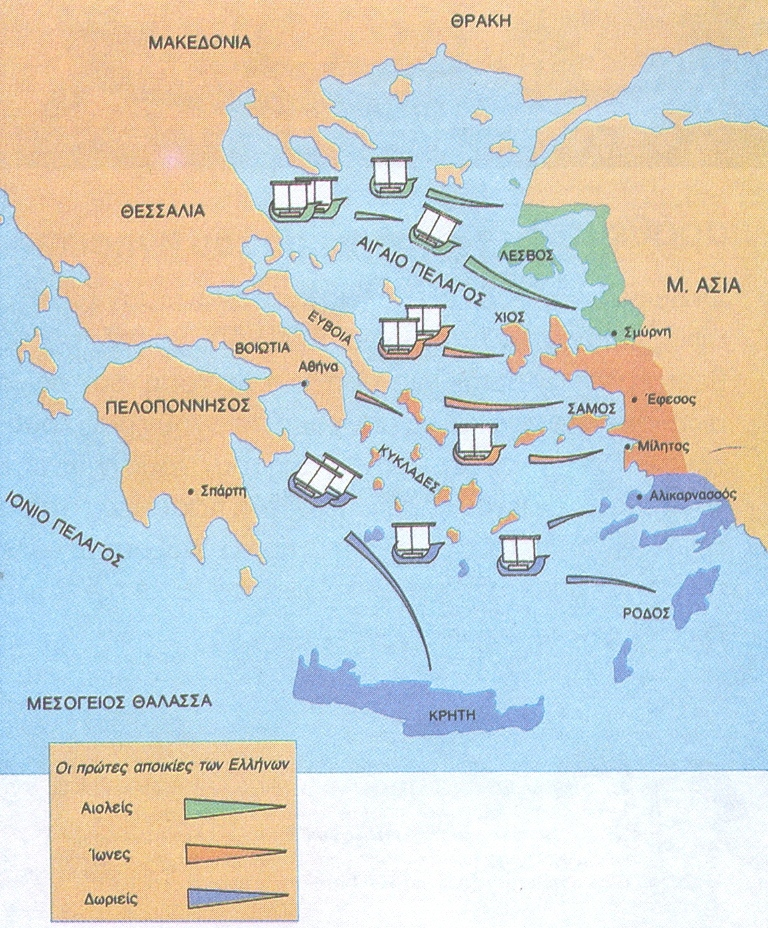 ΘΡΑΚΗ
ΜΑΚΕΔΟΝΙΑ
ΘΕΣΣΑΛΙΑ
ΑΙΓΑΙΟ ΠΕΛΑΓΟΣ
ΛΕΣΒΟΣ
Μ. ΑΣΙΑ
ΕΥΒΟΙΑ
ΧΙΟΣ
Σμύρνη
ΒΟΙΩΤΙΑ
Αθήνα
ΠΕΛΟΠΟΝΝΗΣΟΣ
ΣΑΜΟΣ
Έφεσος
Μίλητος
ΚΥΚΛΑΔΕΣ
Σπάρτη
Αλικαρνασσός
ΙΟΝΙΟ ΠΕΛΑΓΟΣ
ΡΟΔΟΣ
ΜΕΣΟΓΕΙΟΣ ΘΑΛΑΣΣΑ
ΚΡΗΤΗ
Οι πρώτες αποικίες των Ελλήνων
Αιολείς
Ίωνες
Δωριείς